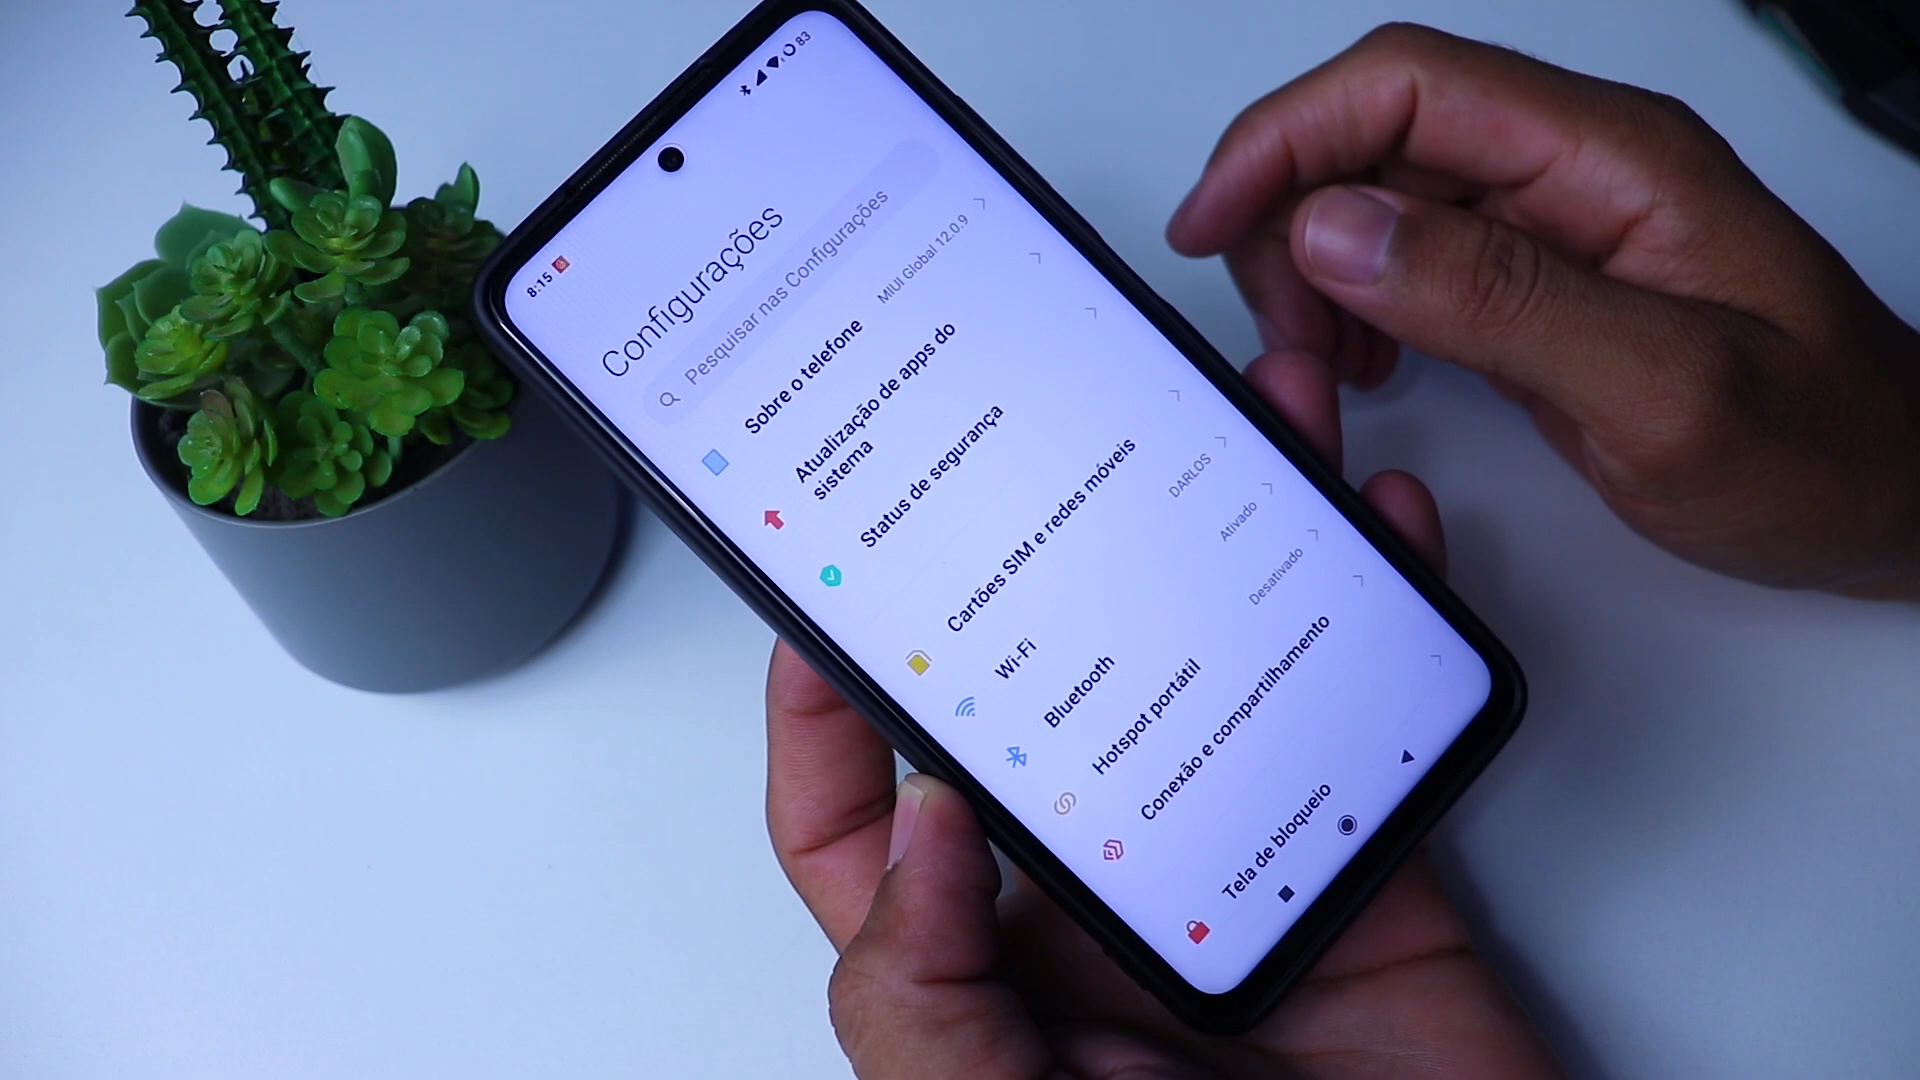 8:15
83
Configurações
Pesquisar nas Configurações
Sobre o telefone
MIUI Global 12.0.9
Atualização de apps do
sistema
Status de segurança
Cartões SIM e redes móveis
Wi-Fi
DARLOS
Bluetooth
Ativado
Hotspot portátil
Desativado
Conexão e compartilhamento
Tela de bloqueio